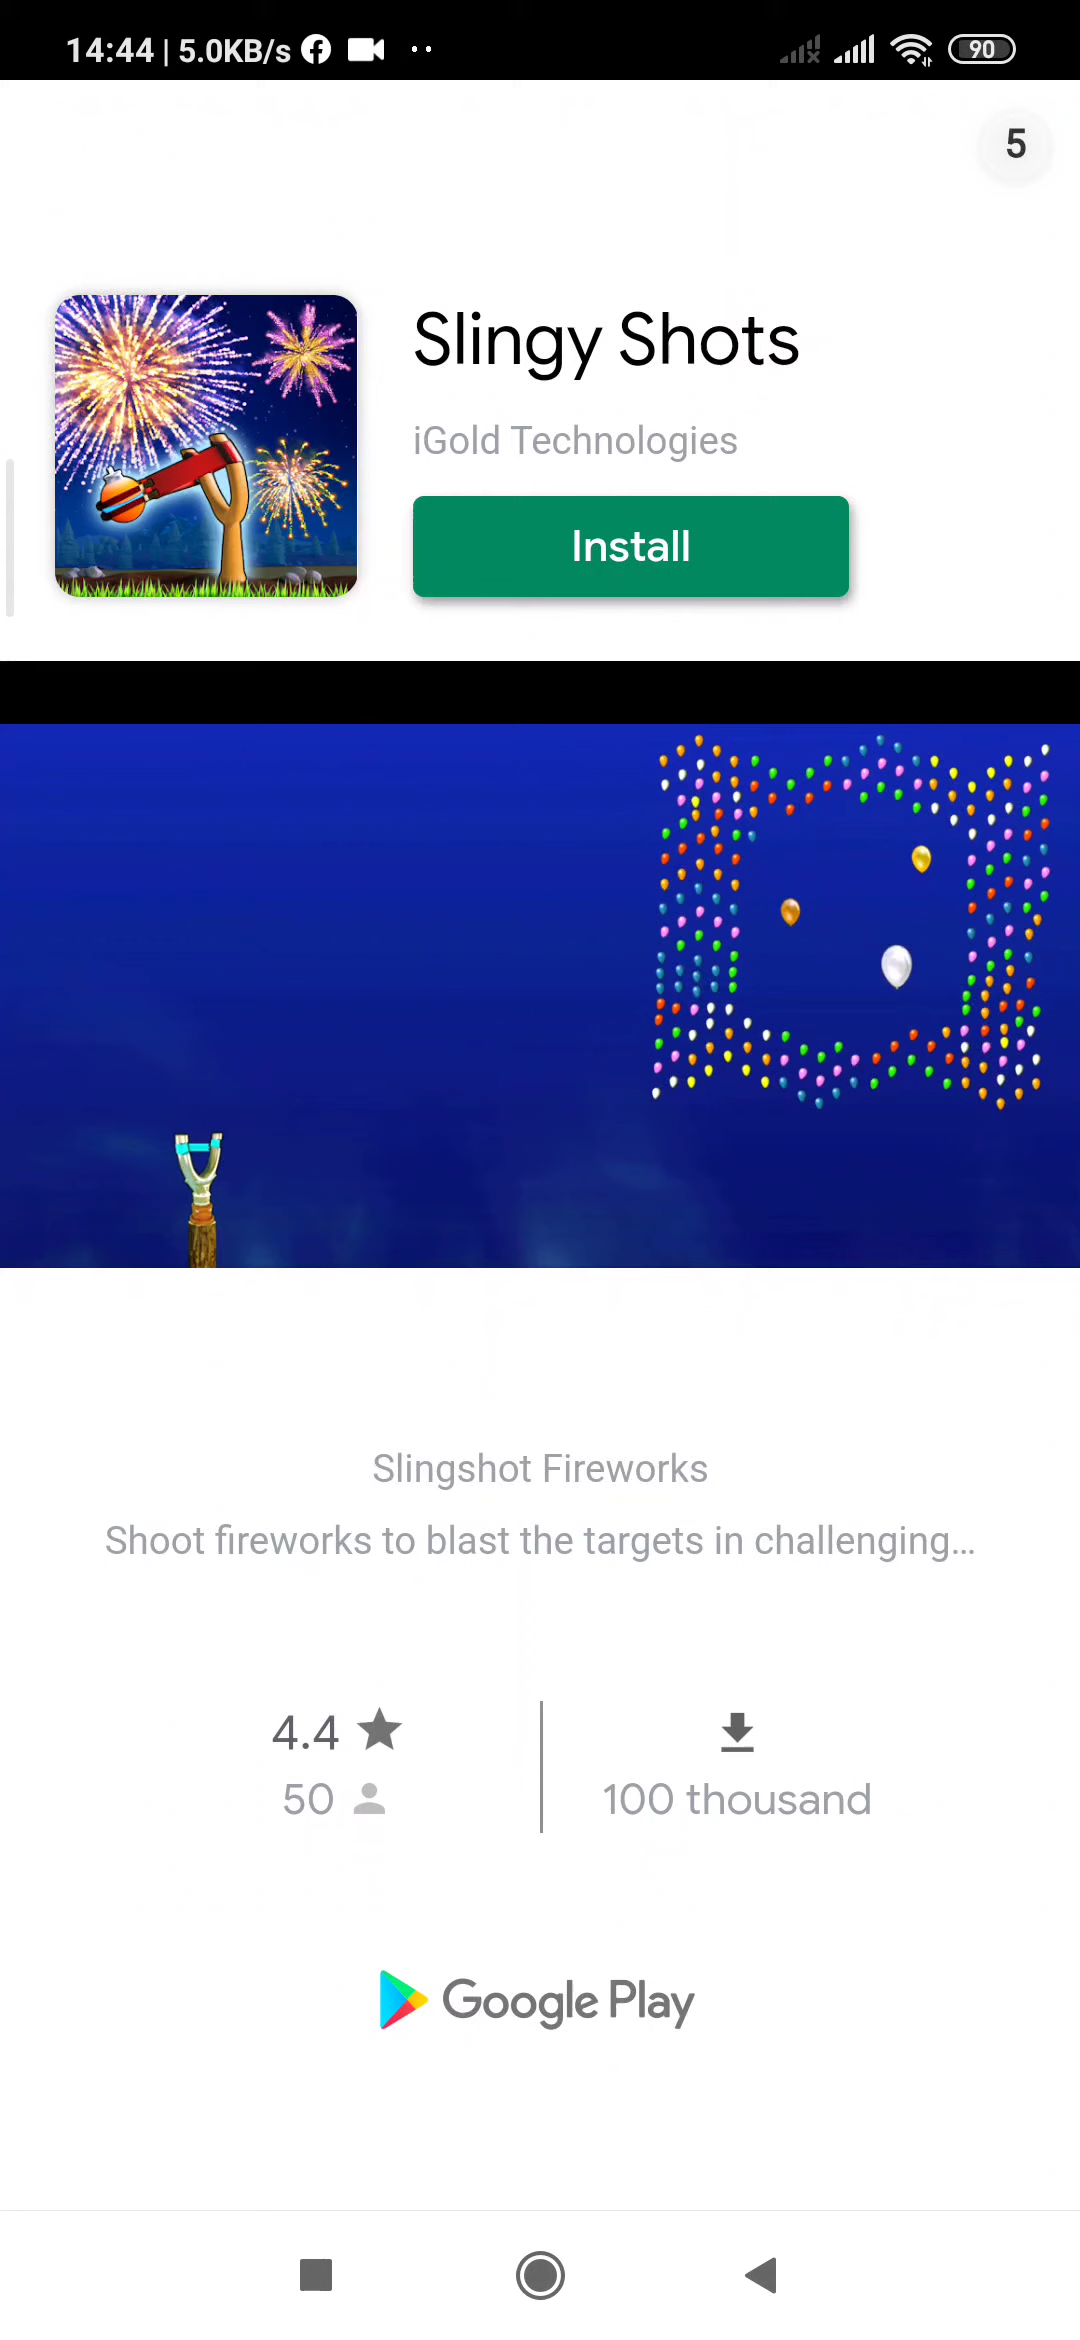 14:44 | 5.0KB/s
90
5
Slingy Shots
iGold Technologies
Install
Slingshot Fireworks
Shoot fireworks to blast the targets in challenging...
4.4
50
100 thousand
Google Play